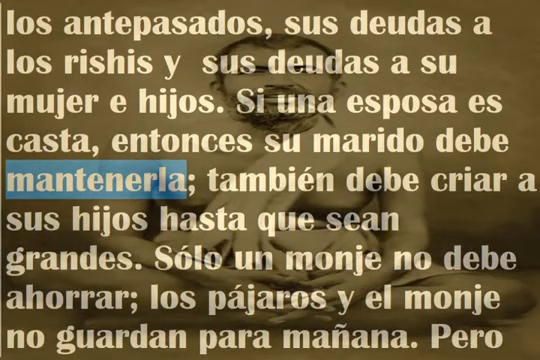 los antepasados, sus deudas a
los rishis y sus deudas a su
mujer e hijos. Si una esposa es
casta, entonces su marido debe
mantenerla; también debe criar a
sus hijos hasta que sean
grandes. Sólo un monje no debe
ahorrar; los pájaros y el monje
no guardan para mañana. Pero